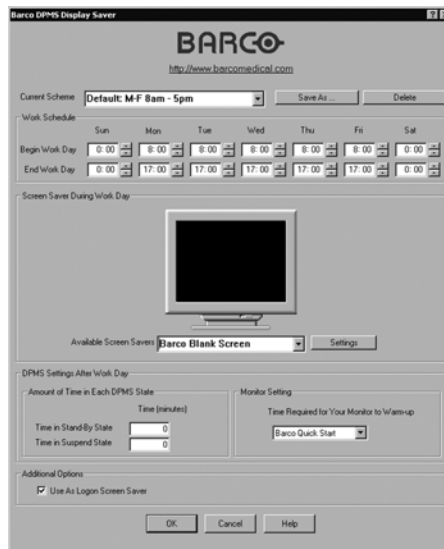 Barco DPMS Display Saver
BARCO
http://www.barcomedical.com
Current Scheme Default: M-F 8am - 5pm Save As ... Delete
Work Schedule
Sun Mon Tue Wed Thu Fri Sat
Begin Work Day 0:00 8:00 8:00 8:00 8:00 8:00 0:00
End Work Day 0:00 17:00 17:00 17:00 17:00 17:00 0:00
Screen Saver During Work Day
Available Screen Savers Barco Blank Screen Settings
DPMS Settings After Work Day
Amount of Time in Each DPMS State
Time (minutes)
Time in Stand-By State 0
Time in Suspend State 0
Monitor Setting
Time Required for Your Monitor to Warm-up
Barco Quick Start
Additional Options
Use As Logon Screen Saver
OK Cancel Help